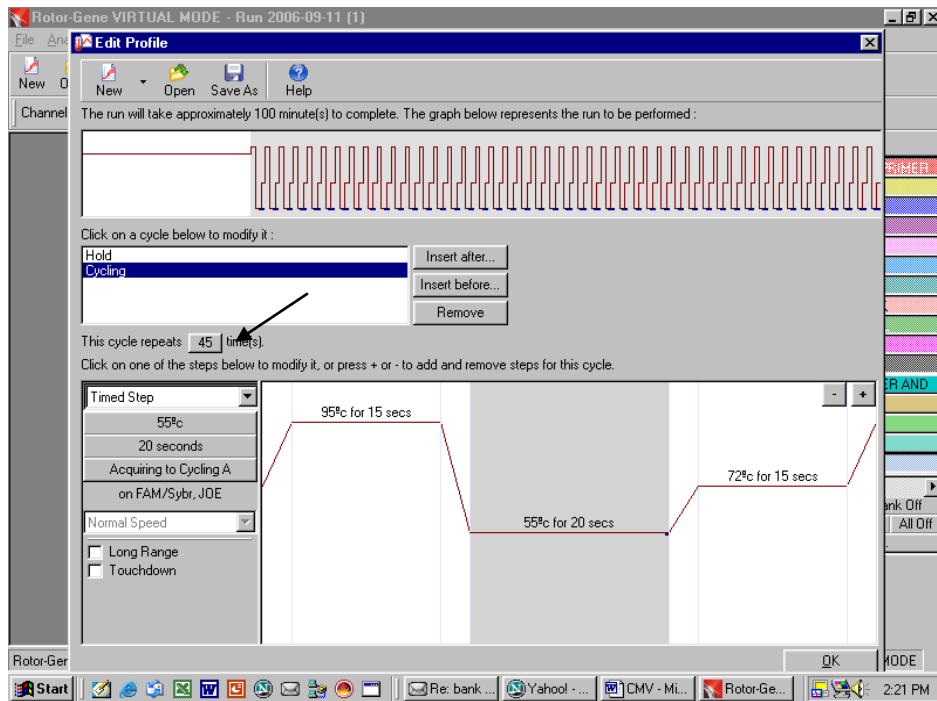 Rotor-Gene VIRTUAL MODE - Run 2006-09-11 (1)
File Ana
Edit Profile
New
New Open Save As Help
Channel
The run will take approximately 100 minute(s) to complete. The graph below represents the run to be performed :
Click on a cycle below to modify it :
Hold
Cycling
Insert after...
Insert before...
Remove
This cycle repeats 45 time(s).
Click on one of the steps below to modify it, or press + or - to add and remove steps for this cycle.
Timed Step
- +
55ºc
20 seconds
Acquiring to Cycling A
on FAM/Sybr, JOE
Normal Speed
Long Range
Touchdown
95ºc for 15 secs
55ºc for 20 secs
72ºc for 15 secs
ER AND
ank Off
All Off
OK
Rotor-Ger
MODE
Start
Re: bank ...
Yahoo! - ...
CMV - Mi...
Rotor-Ge...
2:21 PM